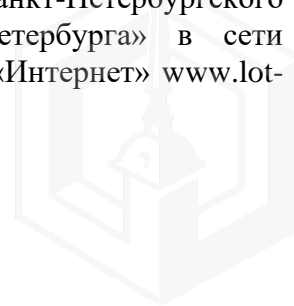 анкт-Петербургского
етербурга» в сети
«Интернет» www.lot-